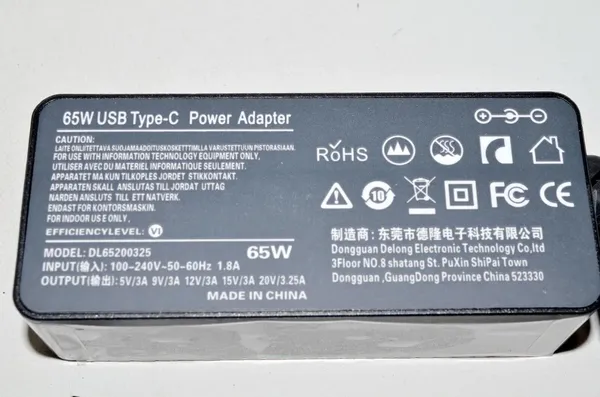 65W USB Type-C Power Adapter
CAUTION:
LAITE ONLIITETTAVA SUOJAMAADOITUSKOSKETTIMILLA VARUSTETTUUN PISTORASIAAN.
FOR USE WITH INFORMATION TECHNOLOGY EQUIPMENT ONLY,
UTILISER AVEC DU MATERIEL INFORMATIQUE SEULEMENT.
APPARATET MA KUN TILKOPLES JORDET STIKKONTAKT.
APPARATEN SKALL ANSLUTAS TILL JORDAT UTTAG
NARDEN ANSLUTS TILL ETT NATVERK.
ENDAST FOR KONTORSMASKIN.
FOR INDOOR US E ONLY.
EFFICIENCYLEVEL: VI
MODEL: DL65200325 65W
INPUT(输入): 100-240V~50-60Hz 1.8A
OUTPUT(输出): 5V/3A 9V/3A 12V/3A 15V/3A 20V/3.25A
MADE IN CHINA
RoHS
10
FC CE
制造商: 东莞市德隆电子科技有限公司
Dongguan Delong Electronic Technology Co,ltd
3Floor NO.8 shatang St. PuXin ShiPai Town
Dongguan ,GuangDong Province China 523330